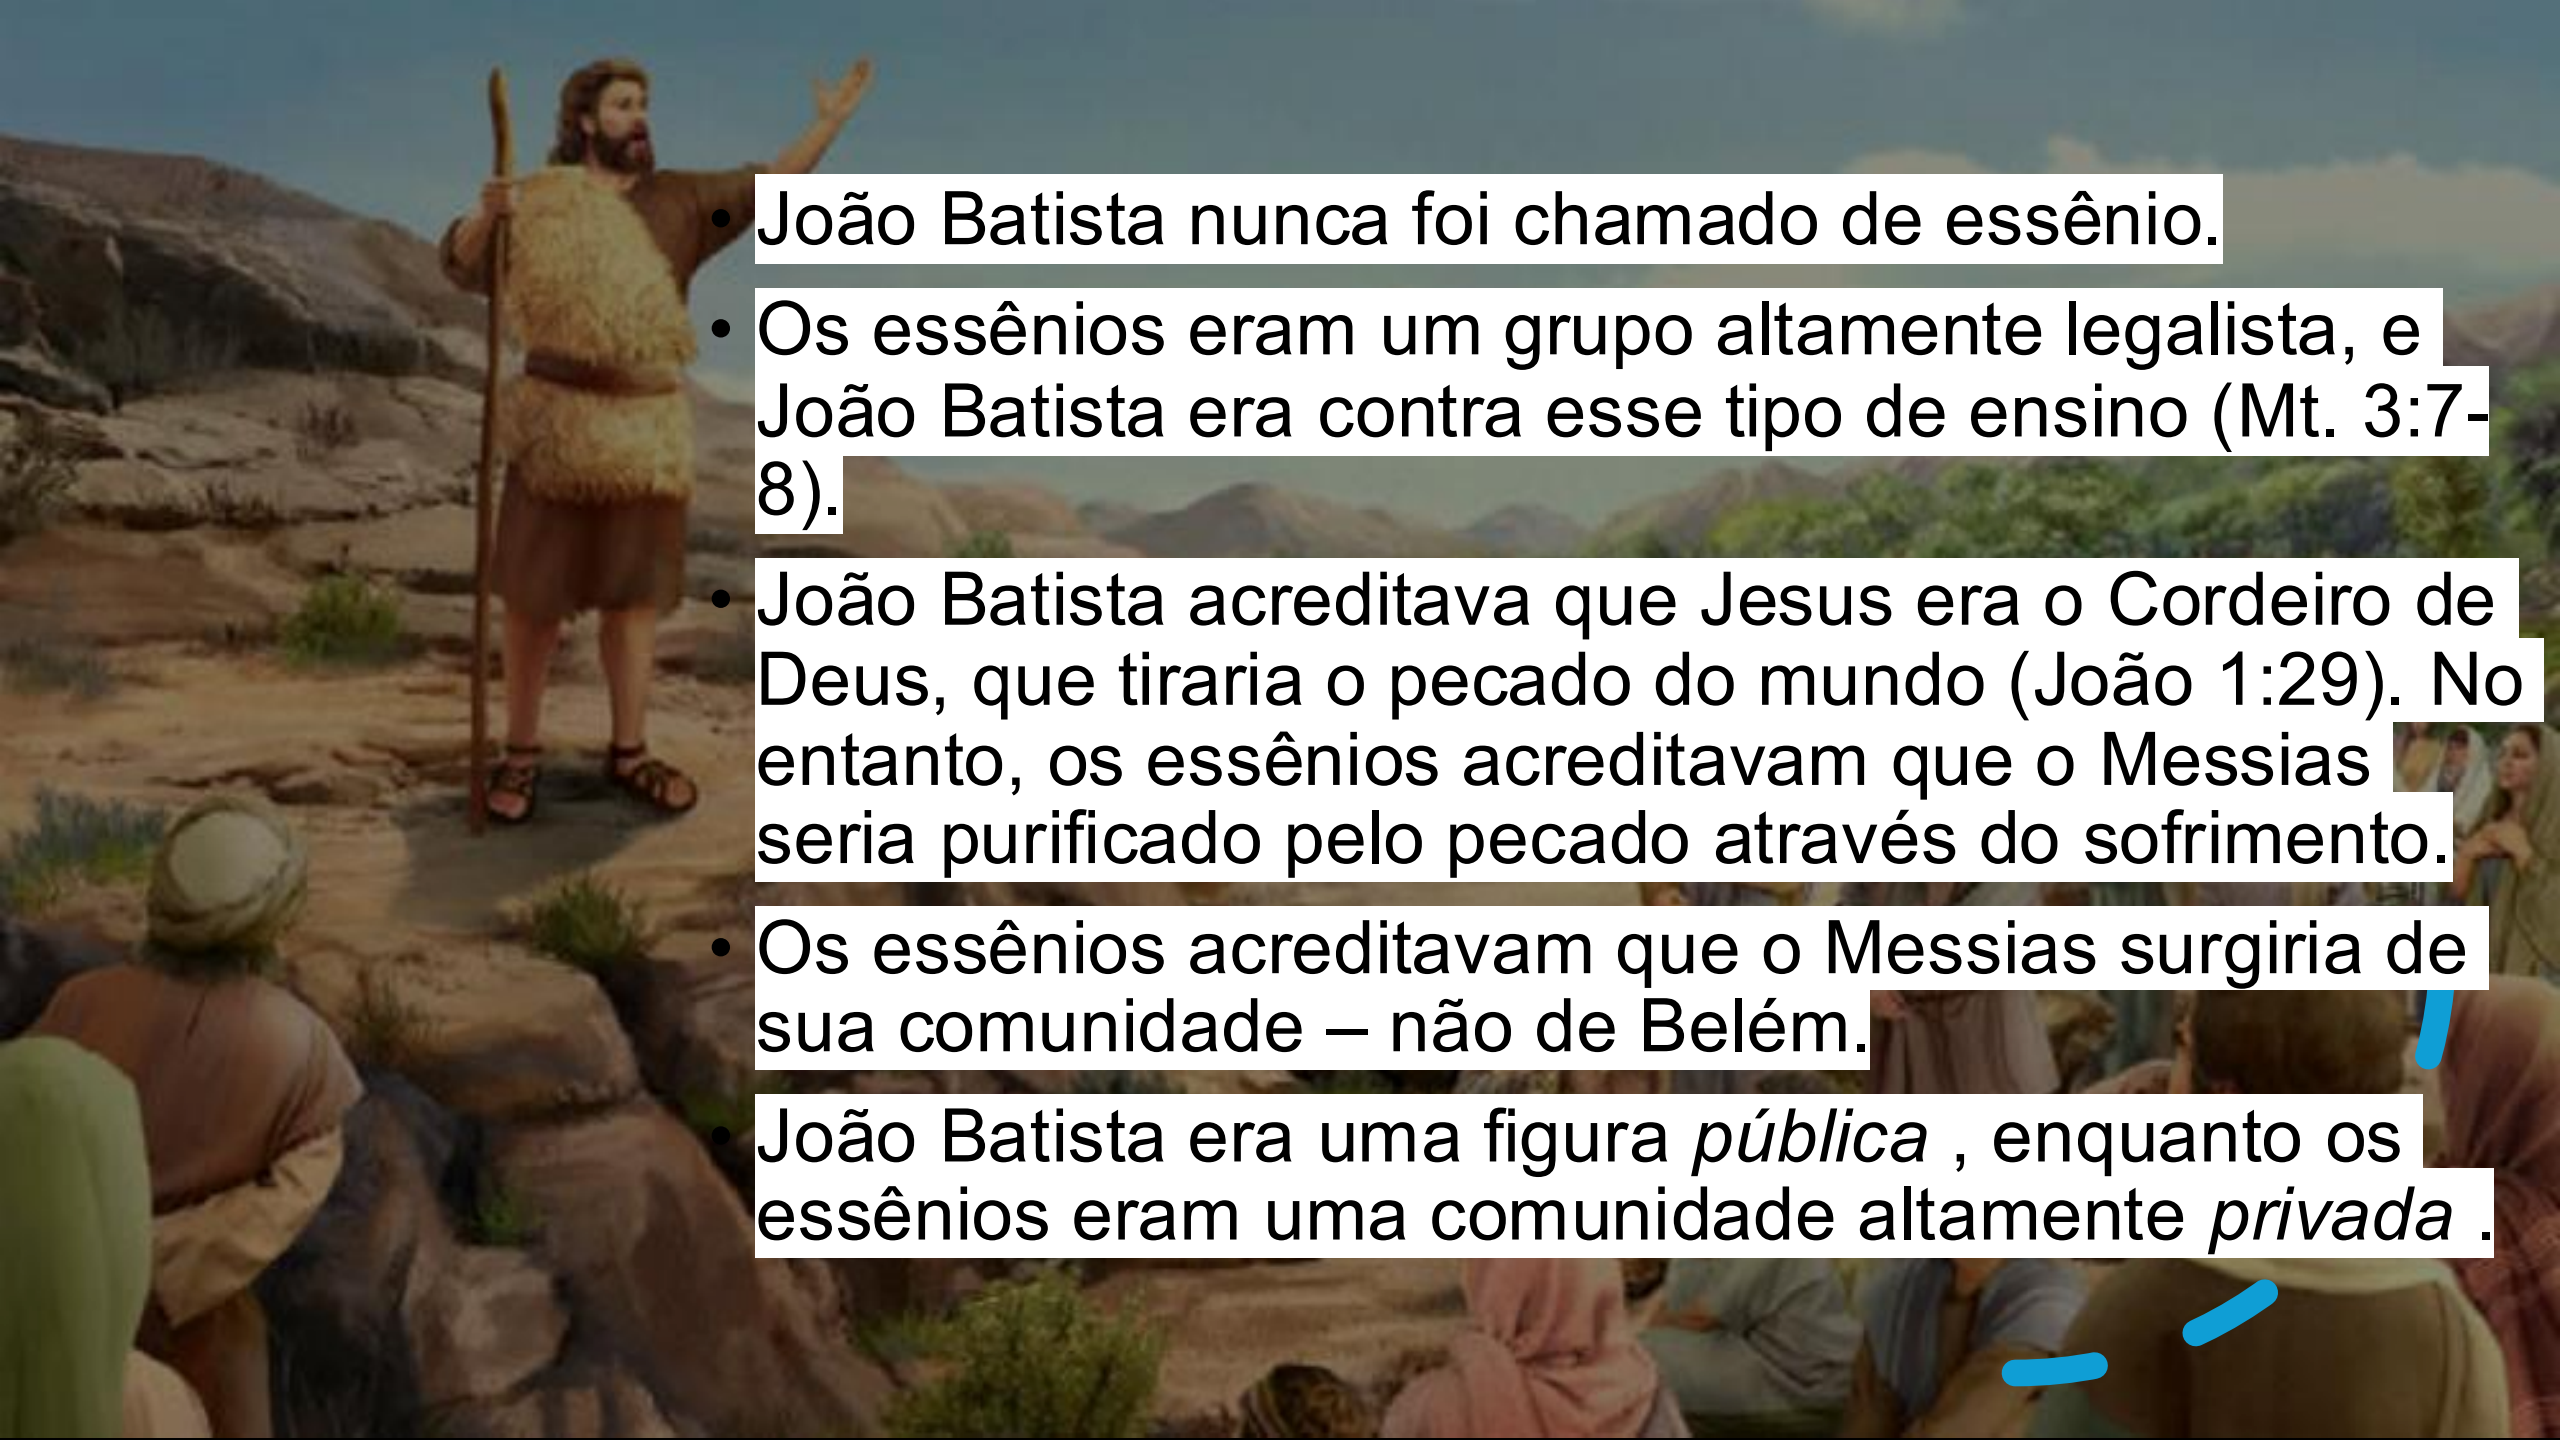 • João Batista nunca foi chamado de essênio.
• Os essênios eram um grupo altamente legalista, e
João Batista era contra esse tipo de ensino (Mt. 3:7-
8).
• João Batista acreditava que Jesus era o Cordeiro de
Deus, que tiraria o pecado do mundo (João 1:29). No
entanto, os essênios acreditavam que o Messias
seria purificado pelo pecado através do sofrimento.
• Os essênios acreditavam que o Messias surgiria de
sua comunidade – não de Belém.
• João Batista era uma figura pública , enquanto os
essênios eram uma comunidade altamente privada .